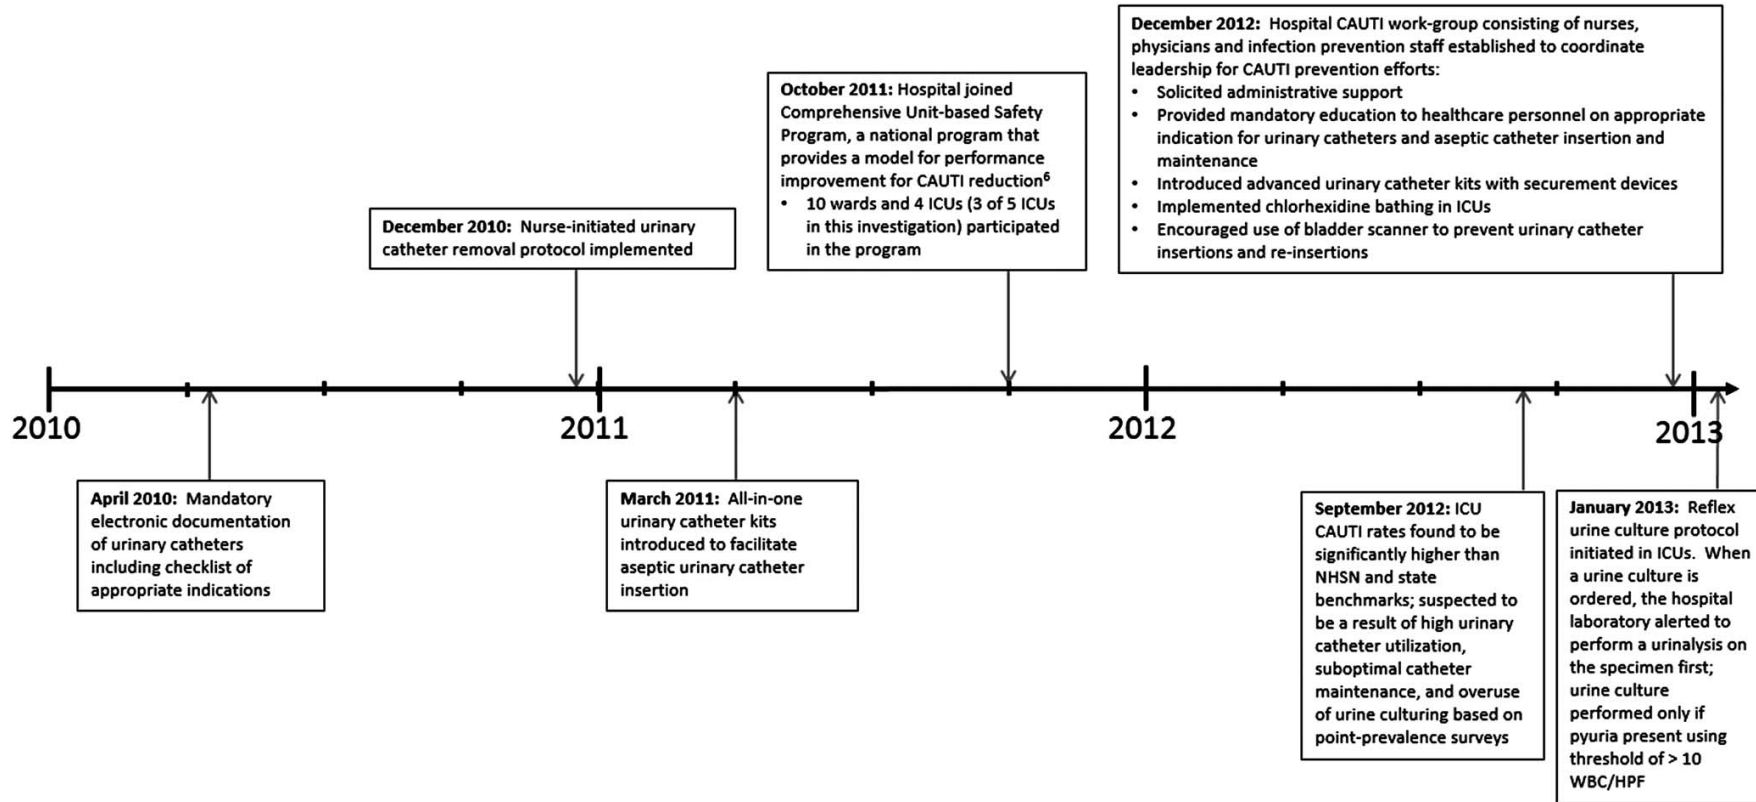 December 2012: Hospital CAUTI work-group consisting of nurses,
physicians and infection prevention staff established to coordinate
leadership for CAUTI prevention efforts:
• Solicited administrative support
• Provided mandatory education to healthcare personnel on appropriate
indication for urinary catheters and aseptic catheter insertion and
maintenance
• Introduced advanced urinary catheter kits with securement devices
• Implemented chlorhexidine bathing in ICUs
• Encouraged use of bladder scanner to prevent urinary catheter
insertions and re-insertions
October 2011: Hospital joined
Comprehensive Unit-based Safety
Program, a national program that
provides a model for performance
improvement for CAUTI reduction⁶
• 10 wards and 4 ICUs (3 of 5 ICUs
in this investigation) participated
in the program
December 2010: Nurse-initiated urinary
catheter removal protocol implemented
2010
2011
2012
2013
April 2010: Mandatory
electronic documentation
of urinary catheters
including checklist of
appropriate indications
March 2011: All-in-one
urinary catheter kits
introduced to facilitate
aseptic urinary catheter
insertion
September 2012: ICU
CAUTI rates found to be
significantly higher than
NHSN and state
benchmarks; suspected to
be a result of high urinary
catheter utilization,
suboptimal catheter
maintenance, and overuse
of urine culturing based on
point-prevalence surveys
January 2013: Reflex
urine culture protocol
initiated in ICUs. When
a urine culture is
ordered, the hospital
laboratory alerted to
perform a urinalysis on
the specimen first;
urine culture
performed only if
pyuria present using
threshold of > 10
WBC/HPF